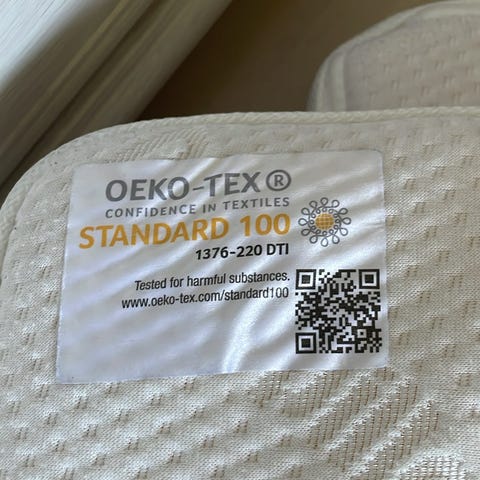 OEKO-TEX®
CONFIDENCE IN TEXTILES
STANDARD 100
1376-220 DTI
Tested for harmful substances.
www.oeko-tex.com/standard100